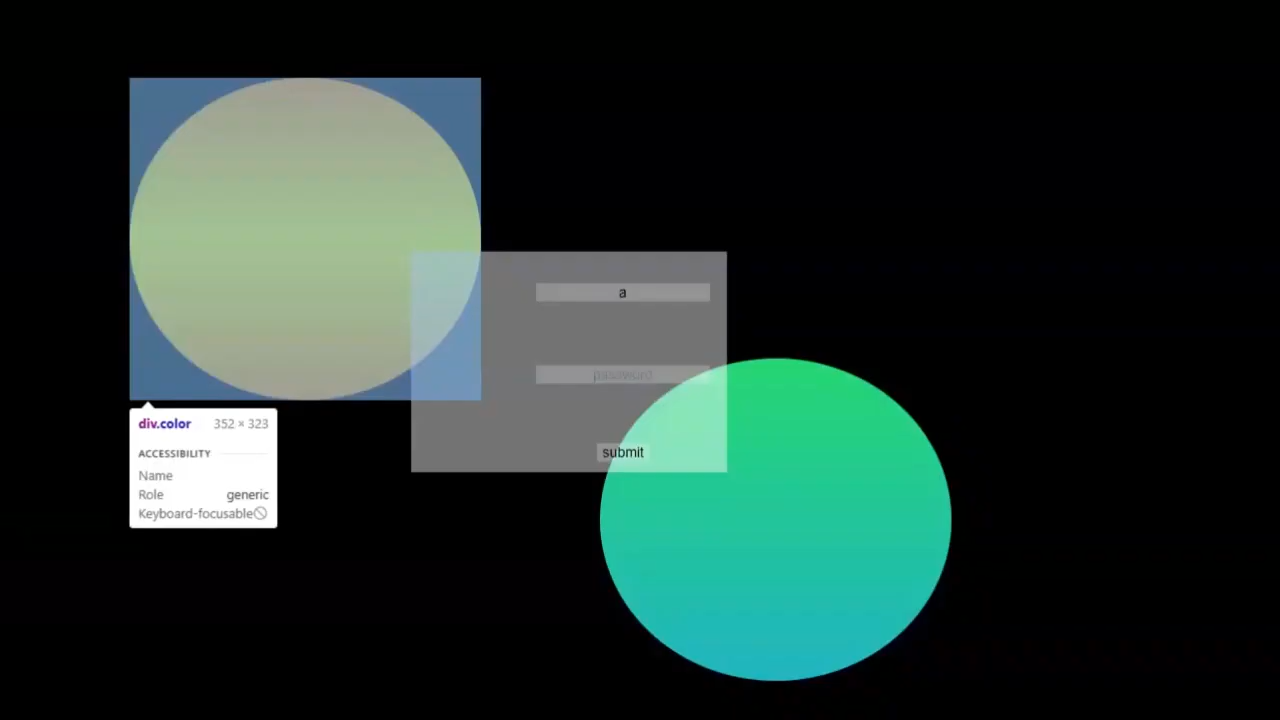 a
password
submit
div.color 352 × 323
ACCESSIBILITY
Name
Role generic
Keyboard-focusable